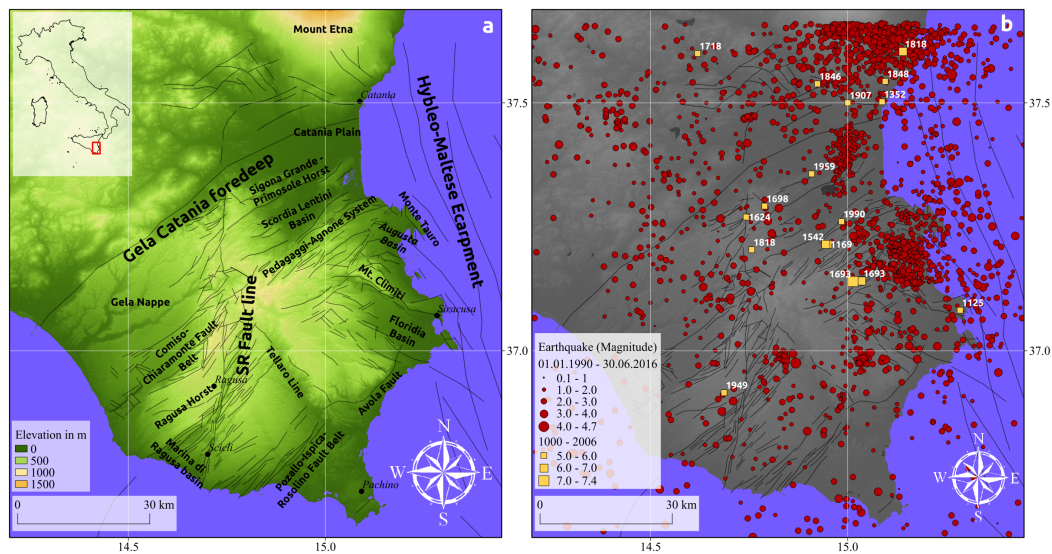 a
Mount Etna
Catania
37.5
Catania Plain
Hybleo-Maltese Ecarpment
Gela Catania foredeep
Sigona Grande -
Primosole Horst
Scordia Lentini
Basin
Pedagaggi-Agnone System
Monte Tauro
Augusta
Basin
Mt. Climiti
Siracusa
Gela Nappe
SR Fault line
Floridia
Basin
Comiso-
Chiaramonte Fault
Belt
37.0
Tellaro Line
Ragusa
Ragusa Horst
Avola Fault
Marina di
Ragusa basin
Scicli
Pozallo-Ispica-
Rosolino Fault Belt
Pachino
Elevation in m
0
500
1000
1500
0 30 km
N
W E
S
14.5 15.0
b
1718
1818
1846
1848
1907
1352
37.5
1959
1698
1624
1990
1542
1169
1818
1693
1693
1125
37.0
1949
Earthquake (Magnitude)
01.01.1990 - 30.06.2016
0.1 - 1
1.0 - 2.0
2.0 - 3.0
3.0 - 4.0
4.0 - 4.7
1000 - 2006
5.0 - 6.0
6.0 - 7.0
7.0 - 7.4
0 30 km
N
W E
S
14.5 15.0